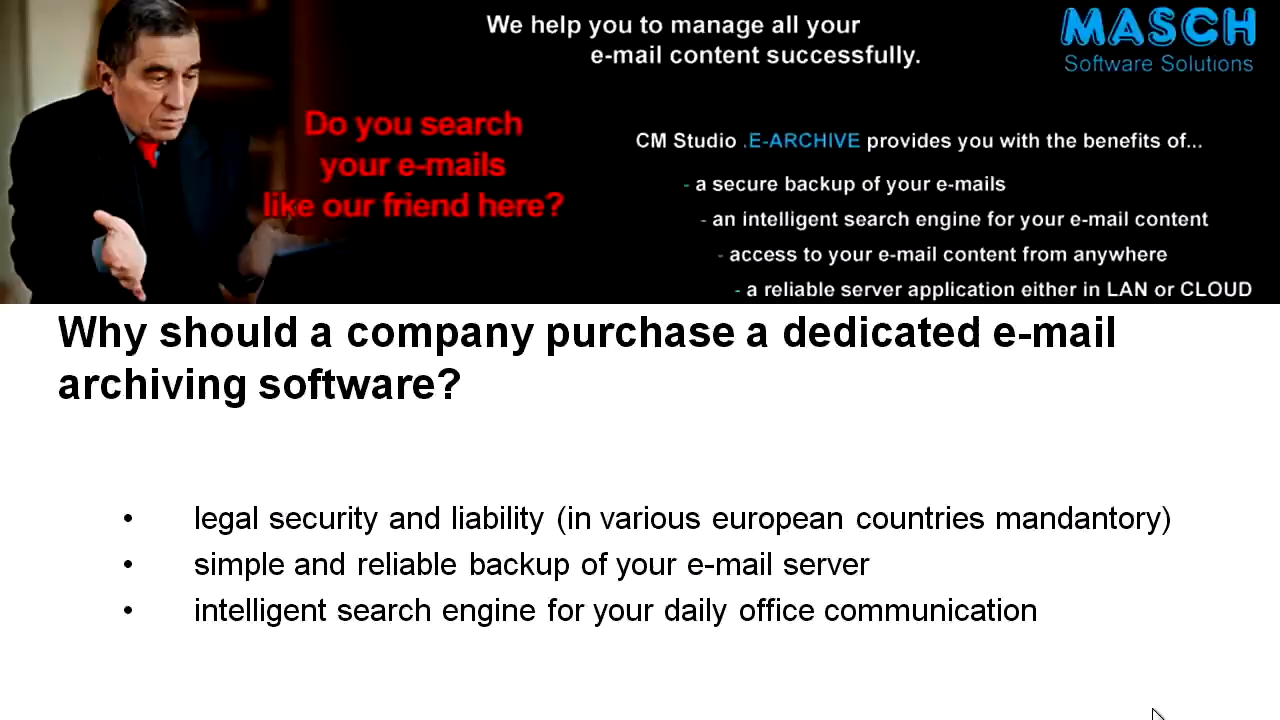 We help you to manage all your
e-mail content successfully.
MASCH
Software Solutions
Do you search
your e-mails
like our friend here?
CM Studio .E-ARCHIVE provides you with the benefits of...
- a secure backup of your e-mails
- an intelligent search engine for your e-mail content
- access to your e-mail content from anywhere
- a reliable server application either in LAN or CLOUD
Why should a company purchase a dedicated e-mail
archiving software?
• legal security and liability (in various european countries mandantory)
• simple and reliable backup of your e-mail server
• intelligent search engine for your daily office communication